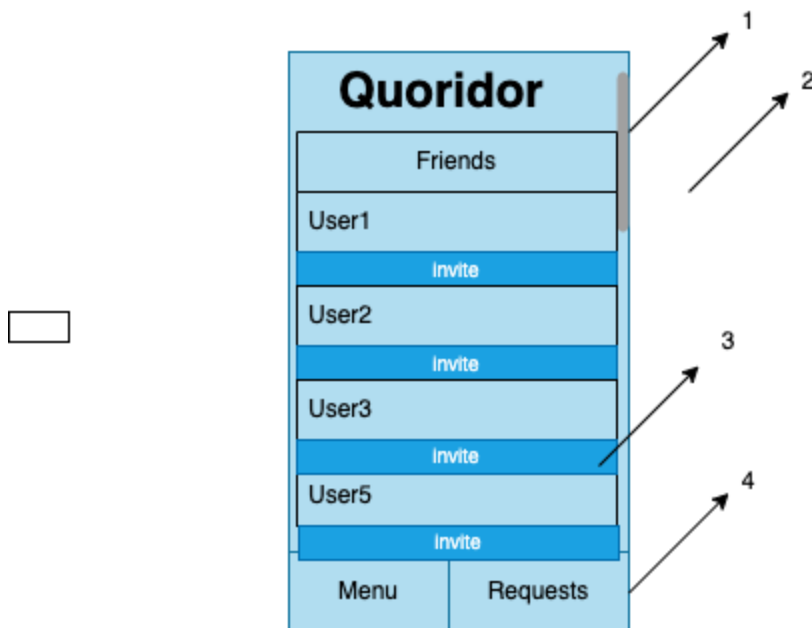 1
2
Quoridor
Friends
User1
invite
User2
invite
3
User3
invite
User5
4
invite
Menu Requests